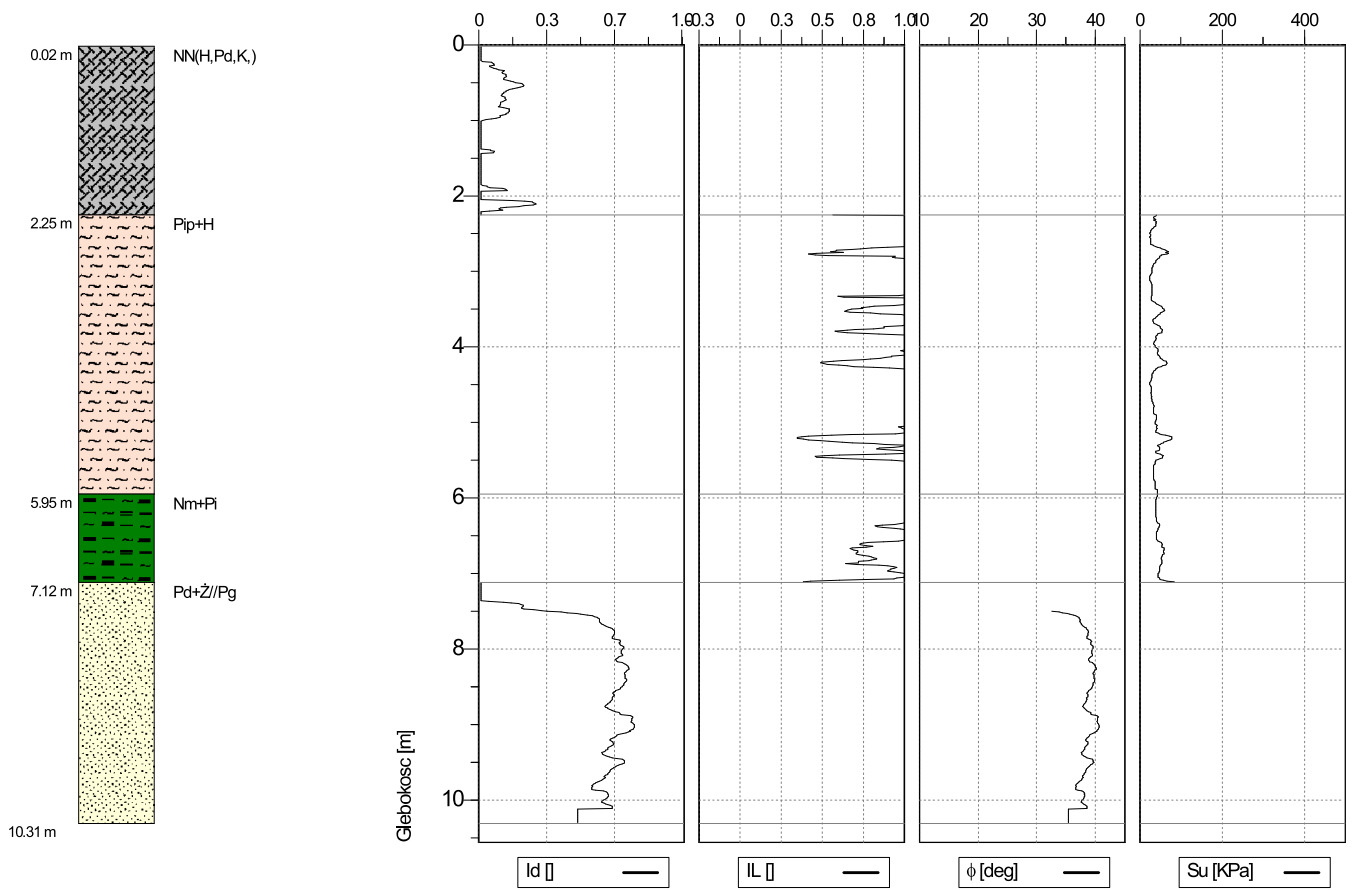 0 0.3 0.7 1.0
-0.3 0 0.3 0.5 0.8 1.0
10 20 30 40
0 200 400
0
0.02 m NN(H,Pd,K,)
2
2.25 m Pip+H
4
6
5.95 m Nm+Pi
7.12 m Pd+Ż//Pg
8
10
10.31 m
Glebokosc [m]
Id []
IL []
ϕ [deg]
Su [KPa]